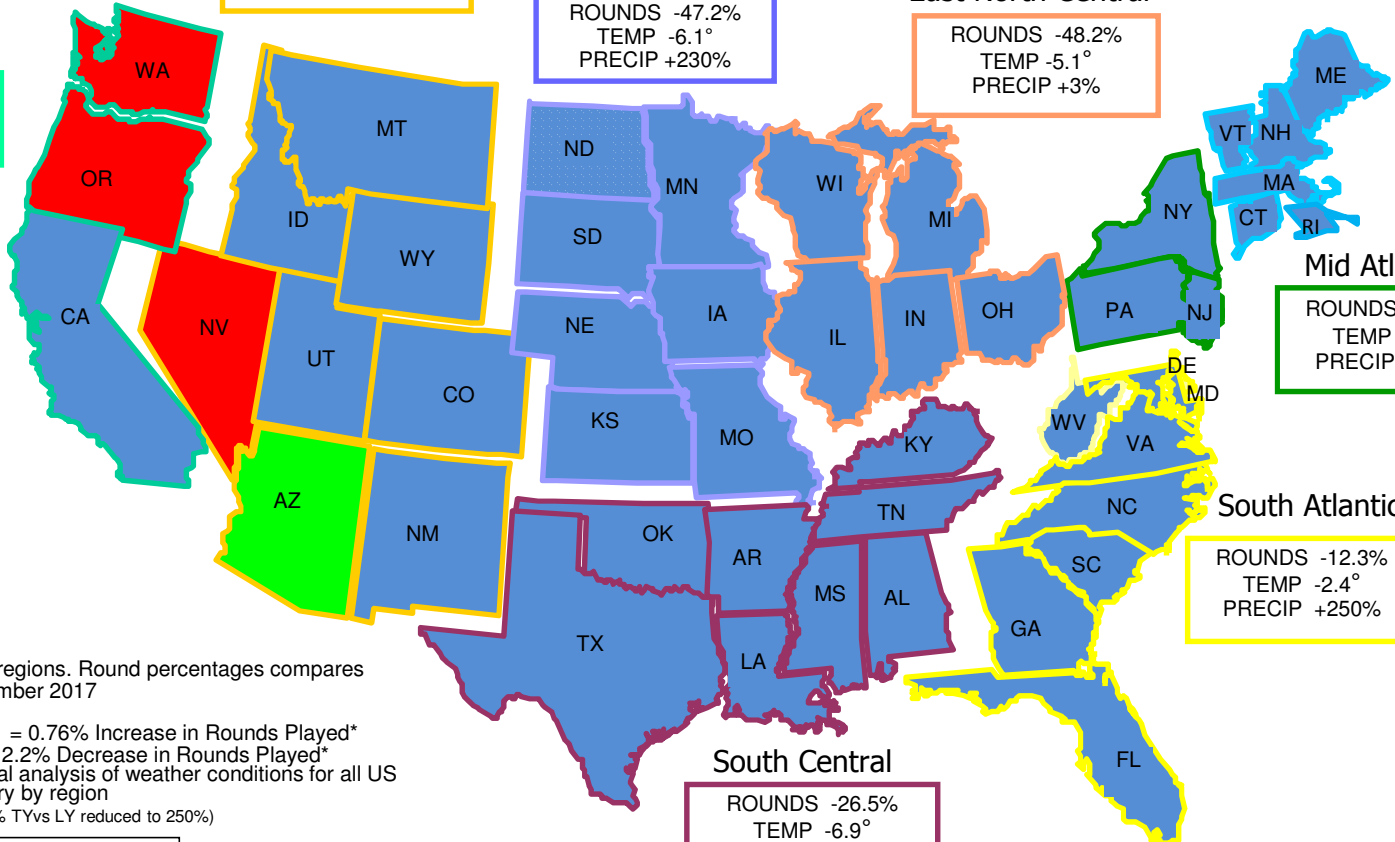 East North Central
ROUNDS -47.2%
TEMP -6.1°
PRECIP +230%
ROUNDS -48.2%
TEMP -5.1°
PRECIP +3%
WA
OR
CA
NV
MT
ID
WY
UT
CO
AZ
NM
ND
SD
NE
KS
MN
IA
MO
WI
MI
IL
IN
OH
KY
TN
OK
AR
TX
LA
MS
AL
ME
VT
NH
MA
CT
RI
NY
PA
NJ
Mid Atl
ROUNDS
TEMP
PRECIP
DE
MD
WV
VA
NC
SC
GA
FL
South Atlantic
ROUNDS -12.3%
TEMP -2.4°
PRECIP +250%
South Central
ROUNDS -26.5%
TEMP -6.9°
regions. Round percentages compares
mber 2017
= 0.76% Increase in Rounds Played*
2.2% Decrease in Rounds Played*
al analysis of weather conditions for all US
ry by region
% TYvs LY reduced to 250%)